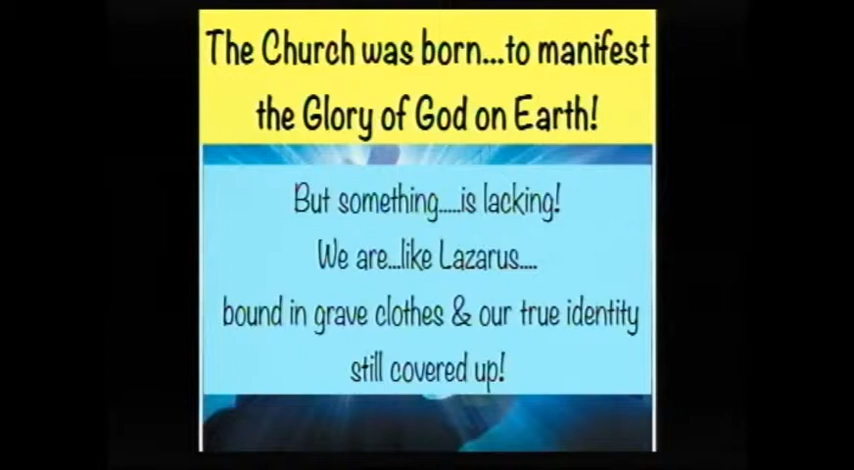 The Church was born...to manifest
the Glory of God on Earth!
But something.....is lacking!
We are...like Lazarus....
bound in grave clothes & our true identity
still covered up!